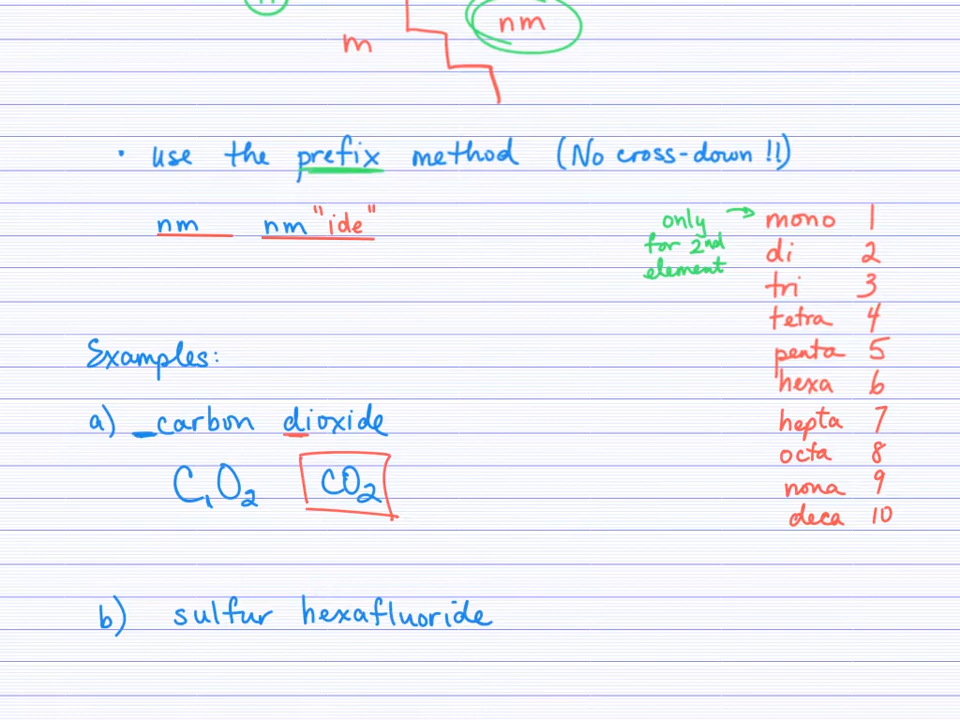 nm
m
• use the prefix method (No cross-down !!)
nm nm "ide"
only → mono 1
for 2nd di 2
element tri 3
tetra 4
penta 5
hexa 6
hepta 7
octa 8
nona 9
deca 10
Examples:
a) _carbon dioxide
C₁O₂ CO₂
b) sulfur hexafluoride